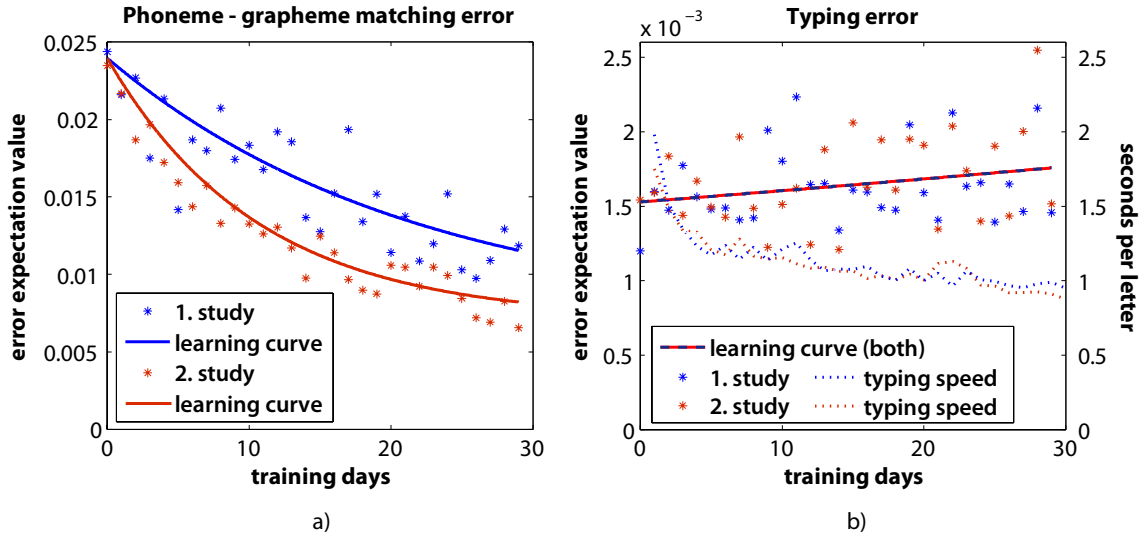 Phoneme - grapheme matching error
0.025
0.02
0.015
0.01
0.005
0
0
10
20
30
error expectation value
training days
1. study
learning curve
2. study
learning curve
a)
Typing error
x 10 –3
2.5
2
1.5
1
0.5
0
2.5
2
1.5
1
0.5
0
0
10
20
30
error expectation value
seconds per letter
training days
learning curve (both)
1. study typing speed
2. study typing speed
b)